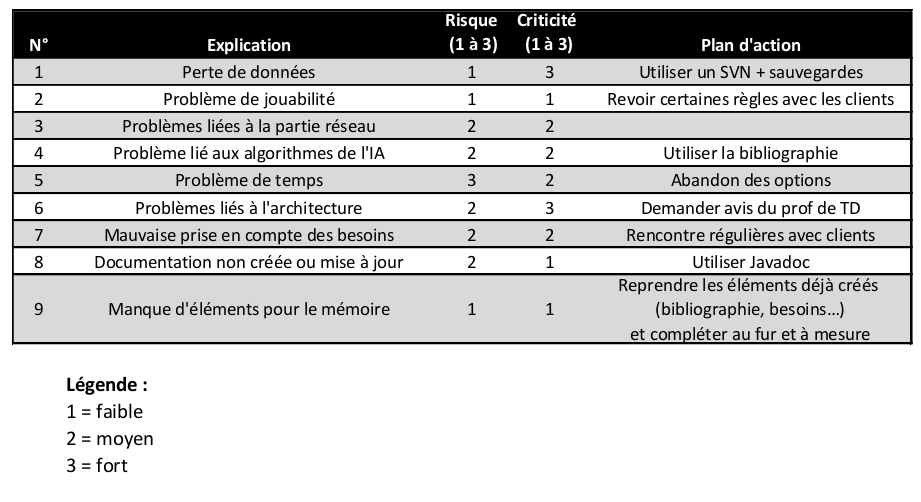 N° Explication Risque (1 à 3) Criticité (1 à 3) Plan d'action
1 Perte de données 1 3 Utiliser un SVN + sauvegardes
2 Problème de jouabilité 1 1 Revoir certaines règles avec les clients
3 Problèmes liées à la partie réseau 2 2
4 Problème lié aux algorithmes de l'IA 2 2 Utiliser la bibliographie
5 Problème de temps 3 2 Abandon des options
6 Problèmes liés à l'architecture 2 3 Demander avis du prof de TD
7 Mauvaise prise en compte des besoins 2 2 Rencontre régulières avec clients
8 Documentation non créée ou mise à jour 2 1 Utiliser Javadoc
9 Manque d'éléments pour le mémoire 1 1 Reprendre les éléments déjà créés
(bibliographie, besoins...)
et compléter au fur et à mesure
Légende :
1 = faible
2 = moyen
3 = fort